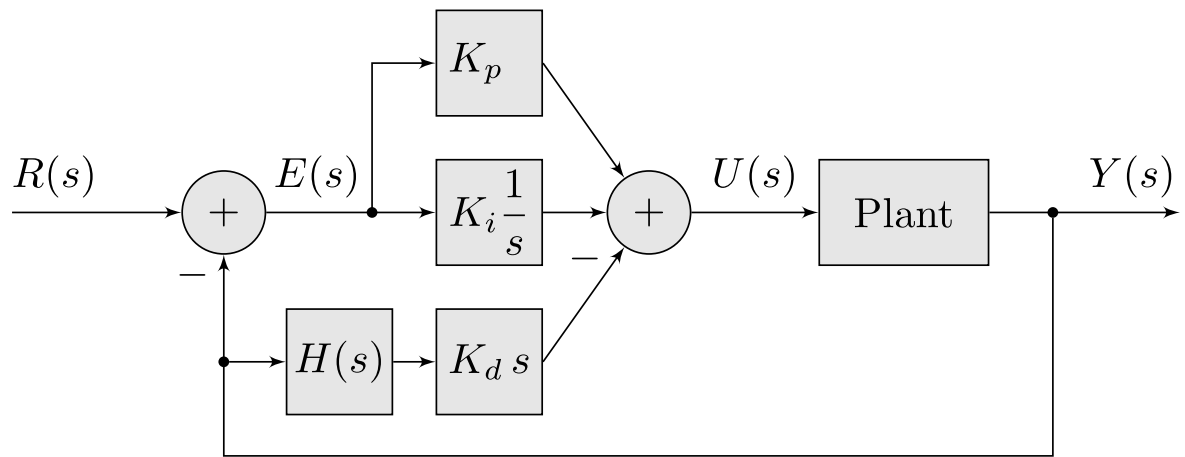 K_p
R(s)
+
E(s)
K_i 1/s
+
U(s)
Plant
Y(s)
−
−
H(s)
K_d s